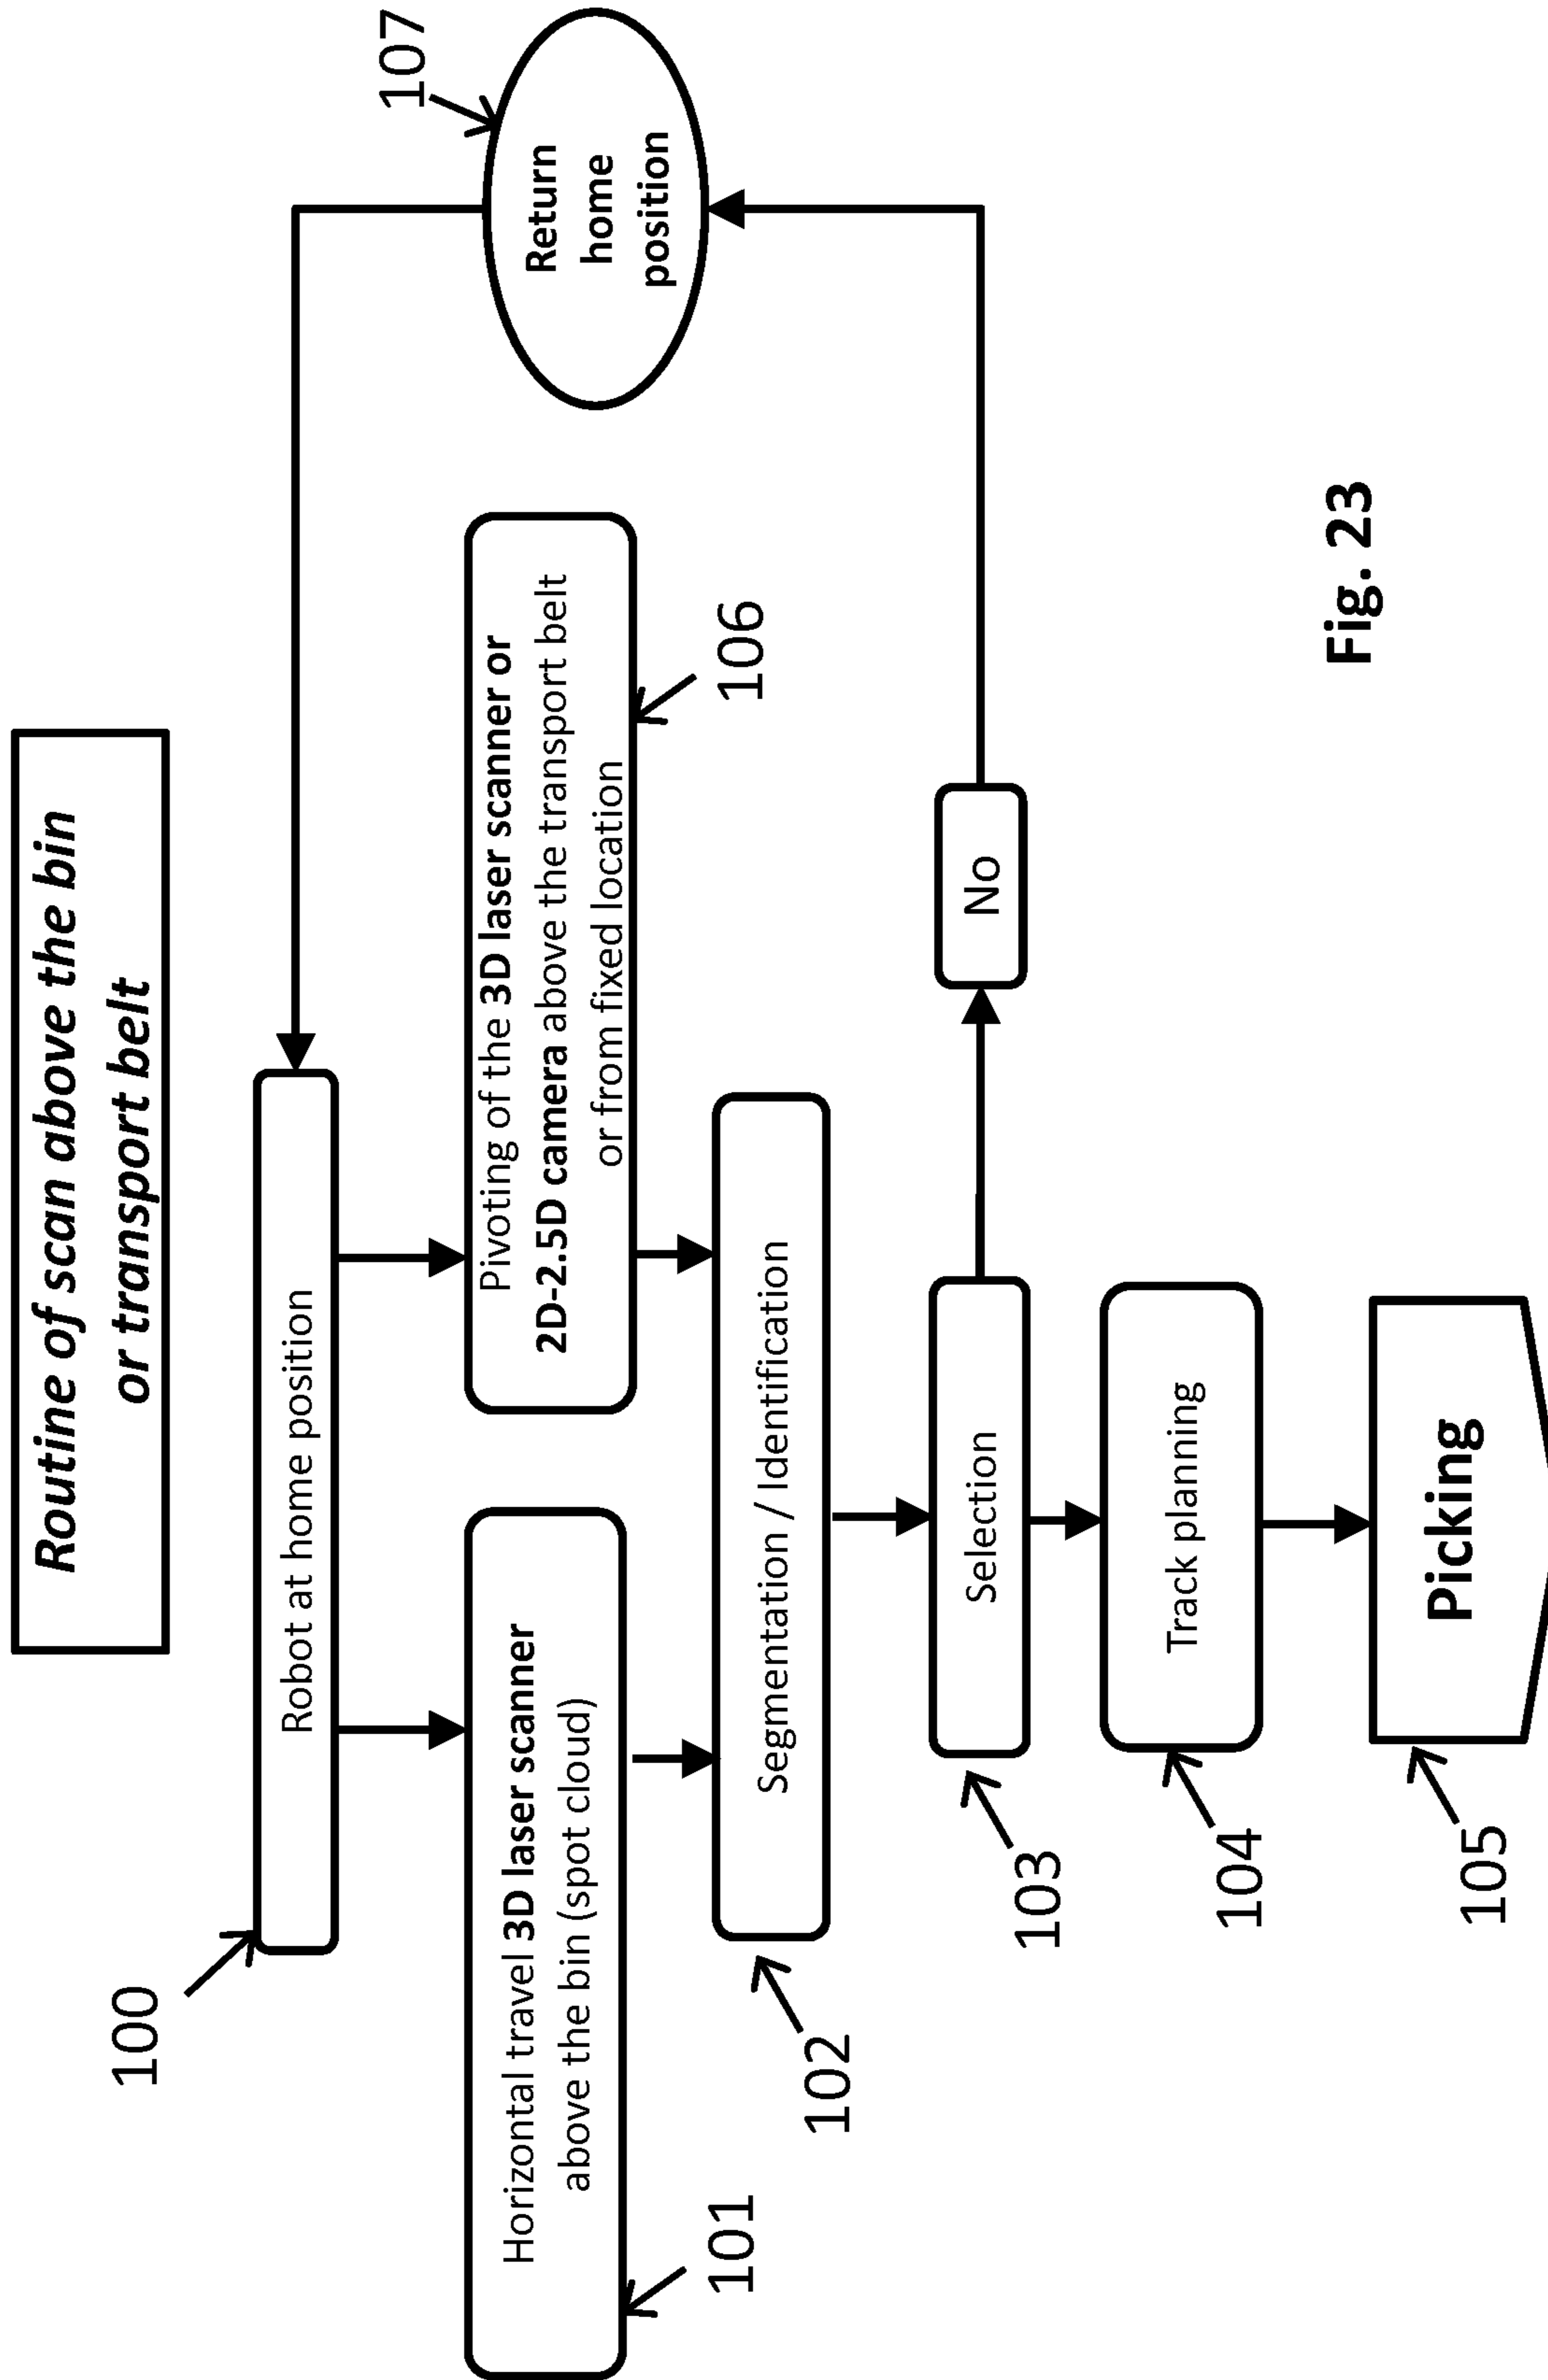 Routine of scan above the bin
or transport belt
100
Robot at home position
107
Return
home
position
Horizontal travel 3D laser scanner
above the bin (spot cloud)
101
Pivoting of the 3D laser scanner or
2D-2.5D camera above the transport belt
or from fixed location
106
102
Segmentation / Identification
103
Selection
No
104
Track planning
105
Picking
Fig. 23